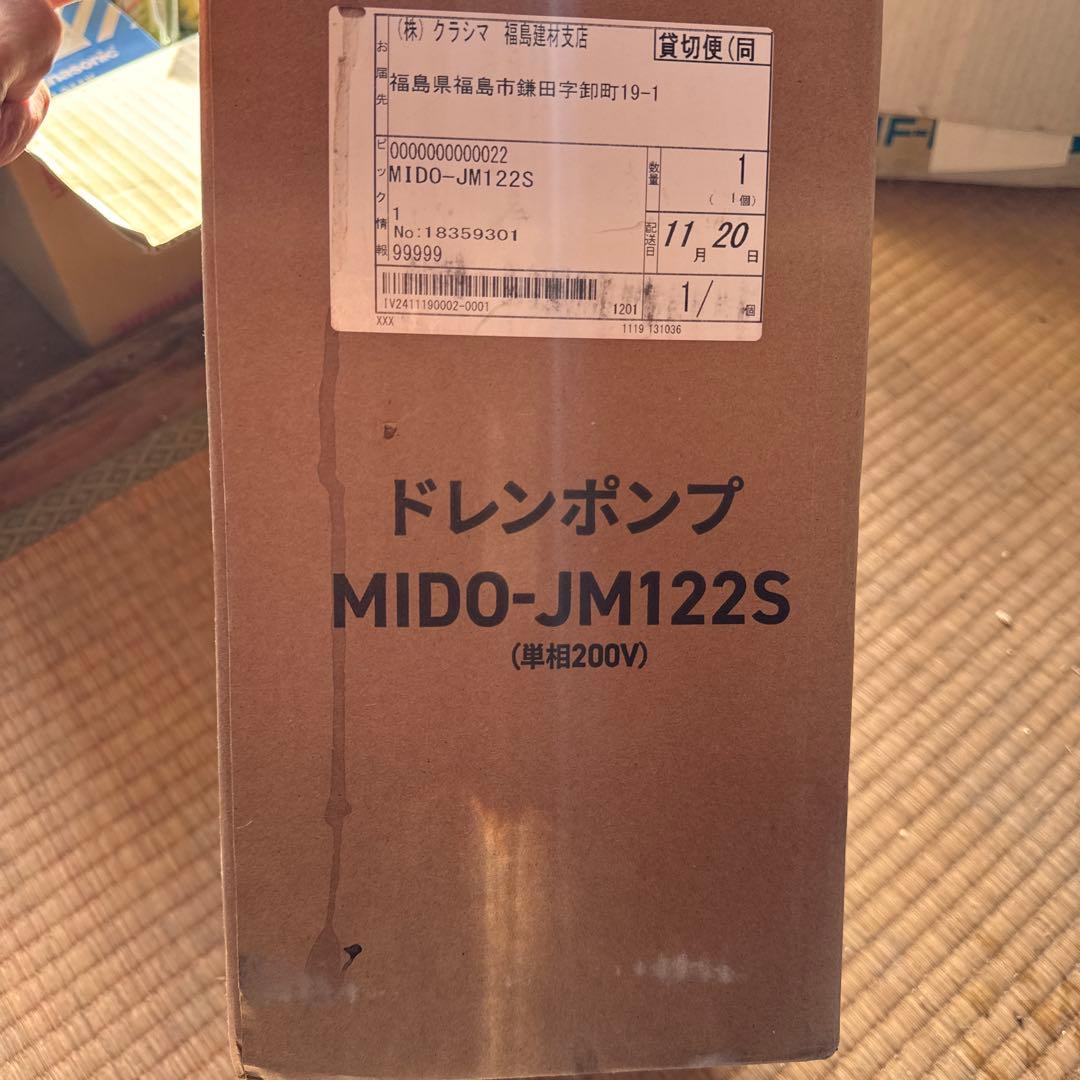 お届先
(株) クラシマ 福島建材支店
貸切便(同
福島県福島市鎌田字卸町19-1
ピック情報
0000000000022
MIDO-JM122S
1
No:18359301
99999
数量
1
( 1個)
配送日
11月20日
IV2411190002-0001
1201
1/ 個
XXX
1119 131036
ドレンポンプ
MIDO-JM122S
(単相200V)